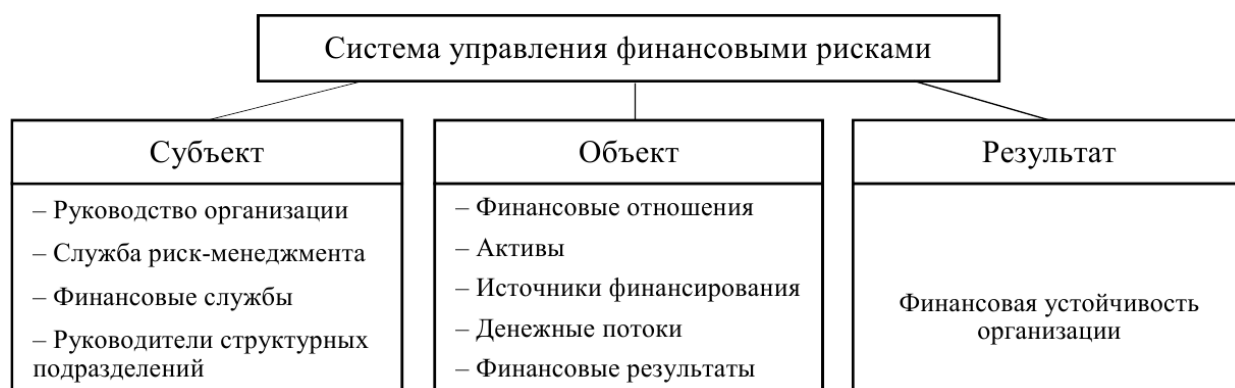 Система управления финансовыми рисками
Субъект
– Руководство организации
– Служба риск-менеджмента
– Финансовые службы
– Руководители структурных
подразделений
Объект
– Финансовые отношения
– Активы
– Источники финансирования
– Денежные потоки
– Финансовые результаты
Результат
Финансовая устойчивость
организации